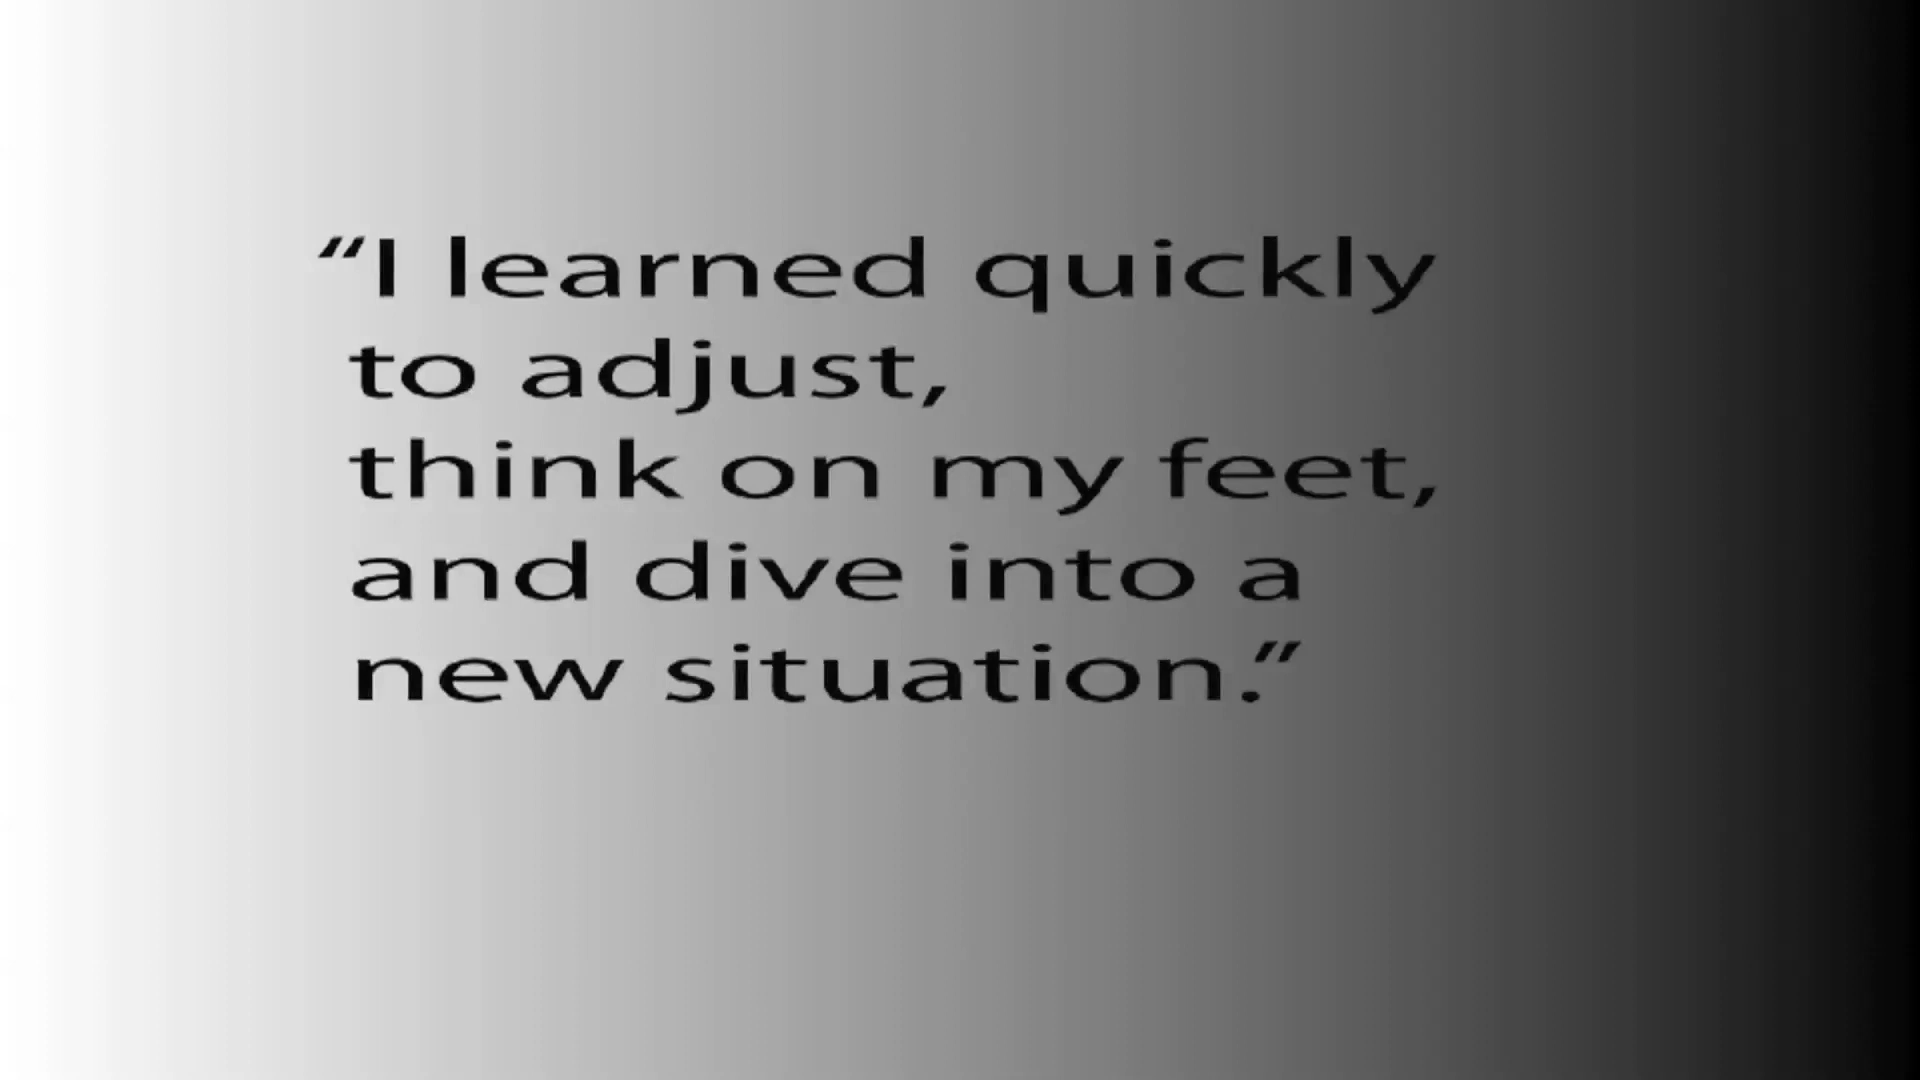 “I learned quickly
to adjust,
think on my feet,
and dive into a
new situation.”